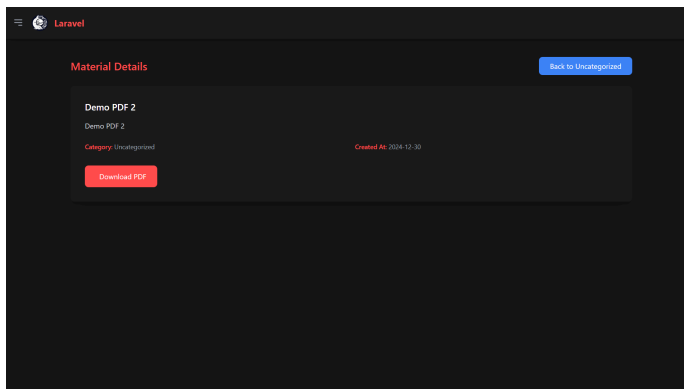 Laravel
Material Details
Back to Uncategorized
Demo PDF 2
Demo PDF 2
Category: Uncategorized
Created At: 2024-12-30
Download PDF